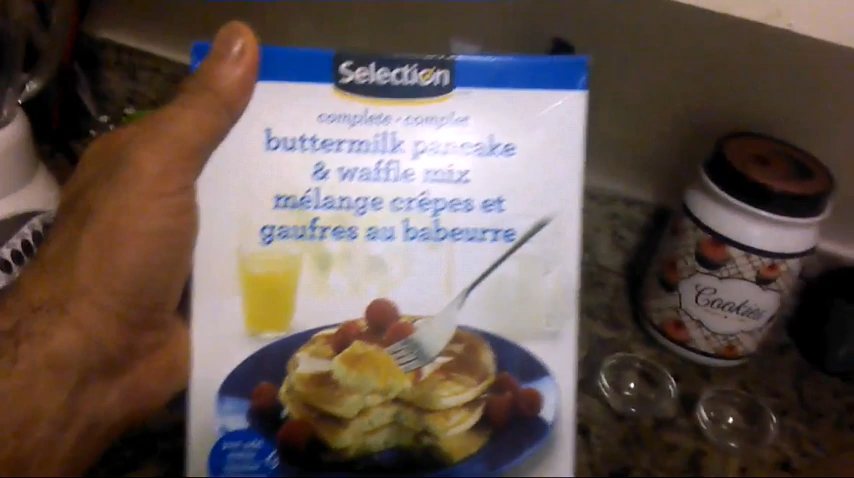 Selection
complete • complet
buttermilk pancake
& waffle mix
mélange crêpes et
gaufres au babeurre
Cookies